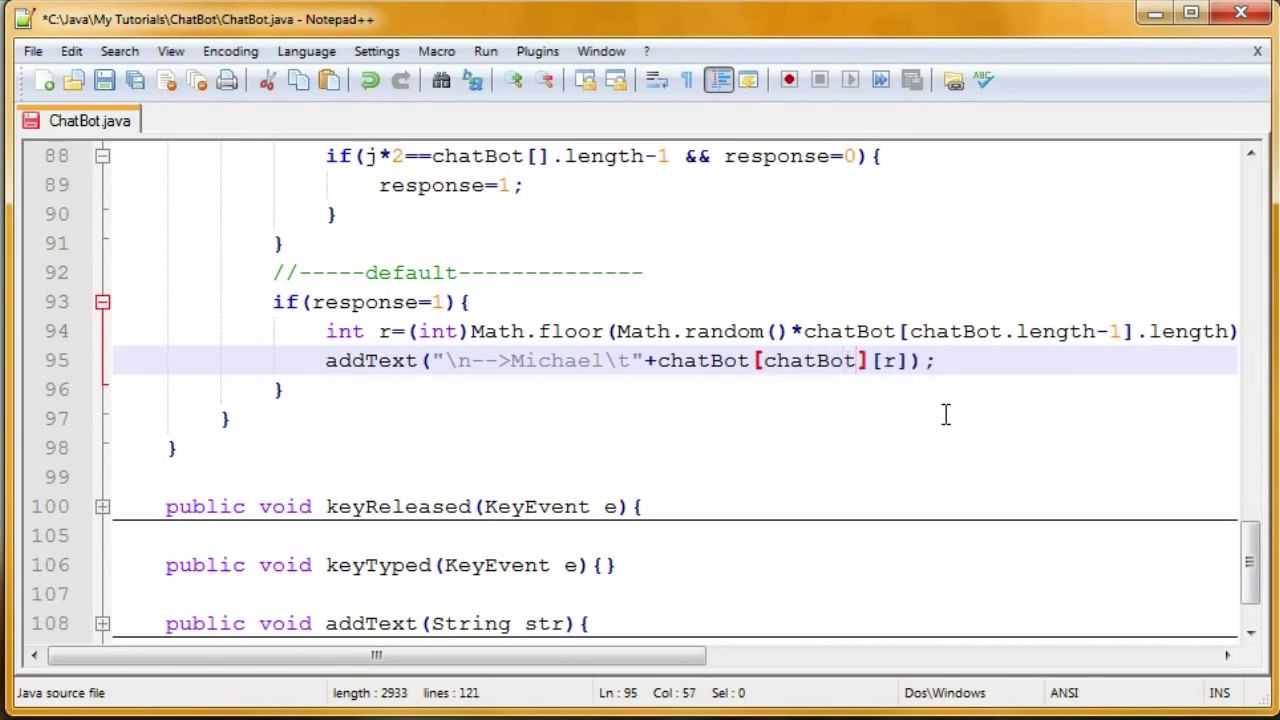 *C:\Java\My Tutorials\ChatBot\ChatBot.java - Notepad++
File Edit Search View Encoding Language Settings Macro Run Plugins Window ? X
ABC
ChatBot.java
88 if(j*2==chatBot[].length-1 && response=0){
89 response=1;
90 }
91 }
92 //-----default--------------
93 if(response=1){
94 int r=(int)Math.floor(Math.random()*chatBot[chatBot.length-1].length)
95 addText("\n-->Michael\t"+chatBot[chatBot][r]);
96 }
97 }
98 }
99
100 public void keyReleased(KeyEvent e){
105
106 public void keyTyped(KeyEvent e){}
107
108 public void addText(String str){
Java source file length : 2933 lines : 121 Ln : 95 Col : 57 Sel : 0 Dos\Windows ANSI INS